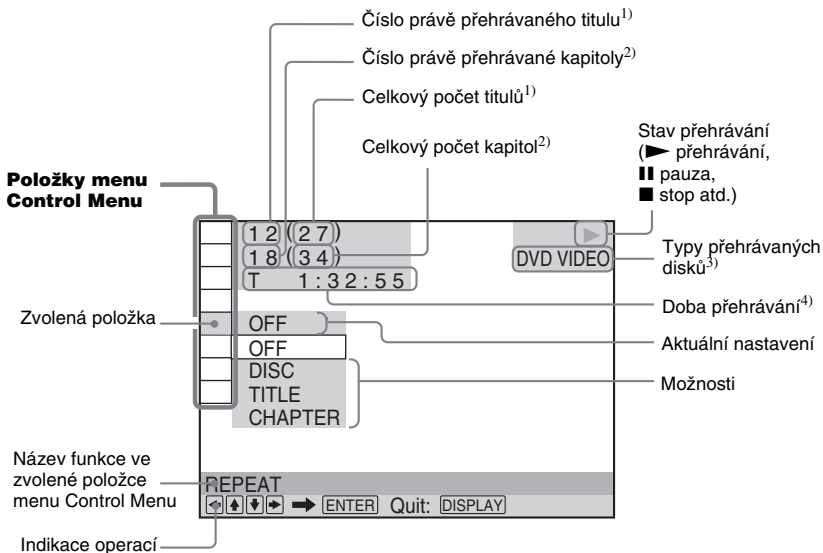 Číslo právě přehrávaného titulu1)
Číslo právě přehrávané kapitoly2)
Celkový počet titulů1)
Celkový počet kapitol2)
Stav přehrávání
(► přehrávání,
❚❚ pauza,
■ stop atd.)
Položky menu
Control Menu
12(27)
18(34)
T 1:32:55
►
DVD VIDEO
Typy přehrávaných
disků3)
Doba přehrávání4)
Zvolená položka
OFF
Aktuální nastavení
OFF
DISC
TITLE
CHAPTER
Možnosti
Název funkce ve
zvolené položce
menu Control Menu
REPEAT
←↑↓→ ➡ ENTER Quit: DISPLAY
Indikace operací